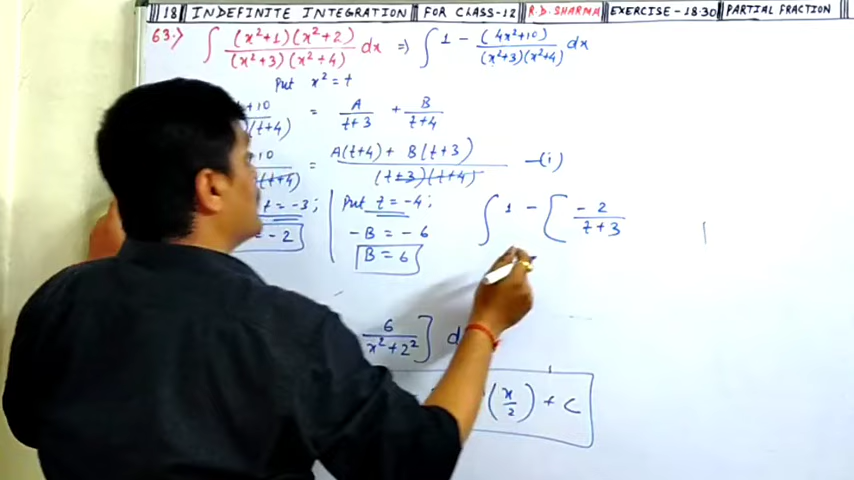 18 INDEFINITE INTEGRATION FOR CLASS-12 R.D. SHARMA EXERCISE-18.30 PARTIAL FRACTION
63.) ∫ (x²+1)(x²+2) / (x²+3)(x²+4) dx ⇒ ∫ 1 - (4x²+10) / (x²+3)(x²+4) dx
Put x² = t
t+10 / (t+4) = A / t+3 + B / t+4
+10 / (t+4) = A(t+4) + B(t+3) / (t+3)(t+4) —(i)
t = -3; Put t = -4; ∫ 1 - [ -2 / t+3
= -2 -B = -6
B = 6
6 / x²+2² ] d
(x/2) + C